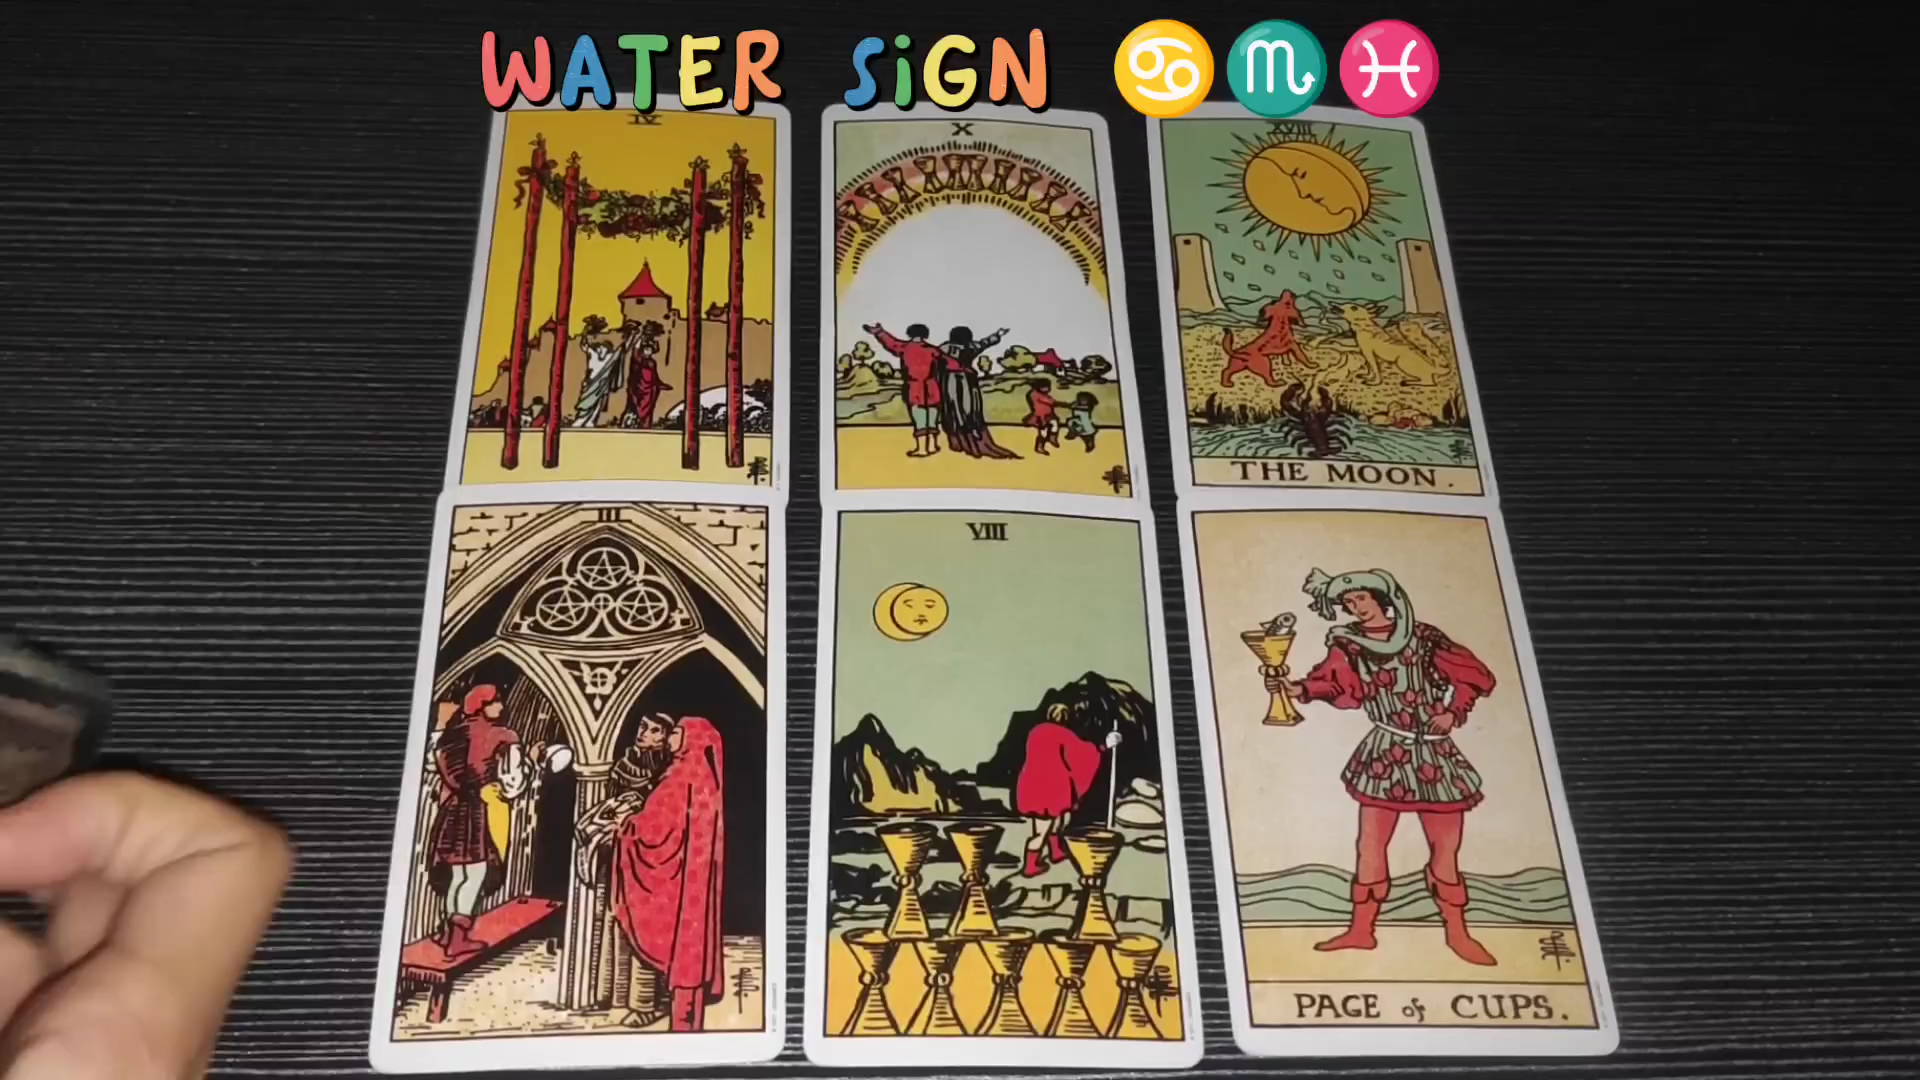 WATER SiGN ♋♏♓
IV
X
XVIII
THE MOON.
III
VIII
PAGE of CUPS.